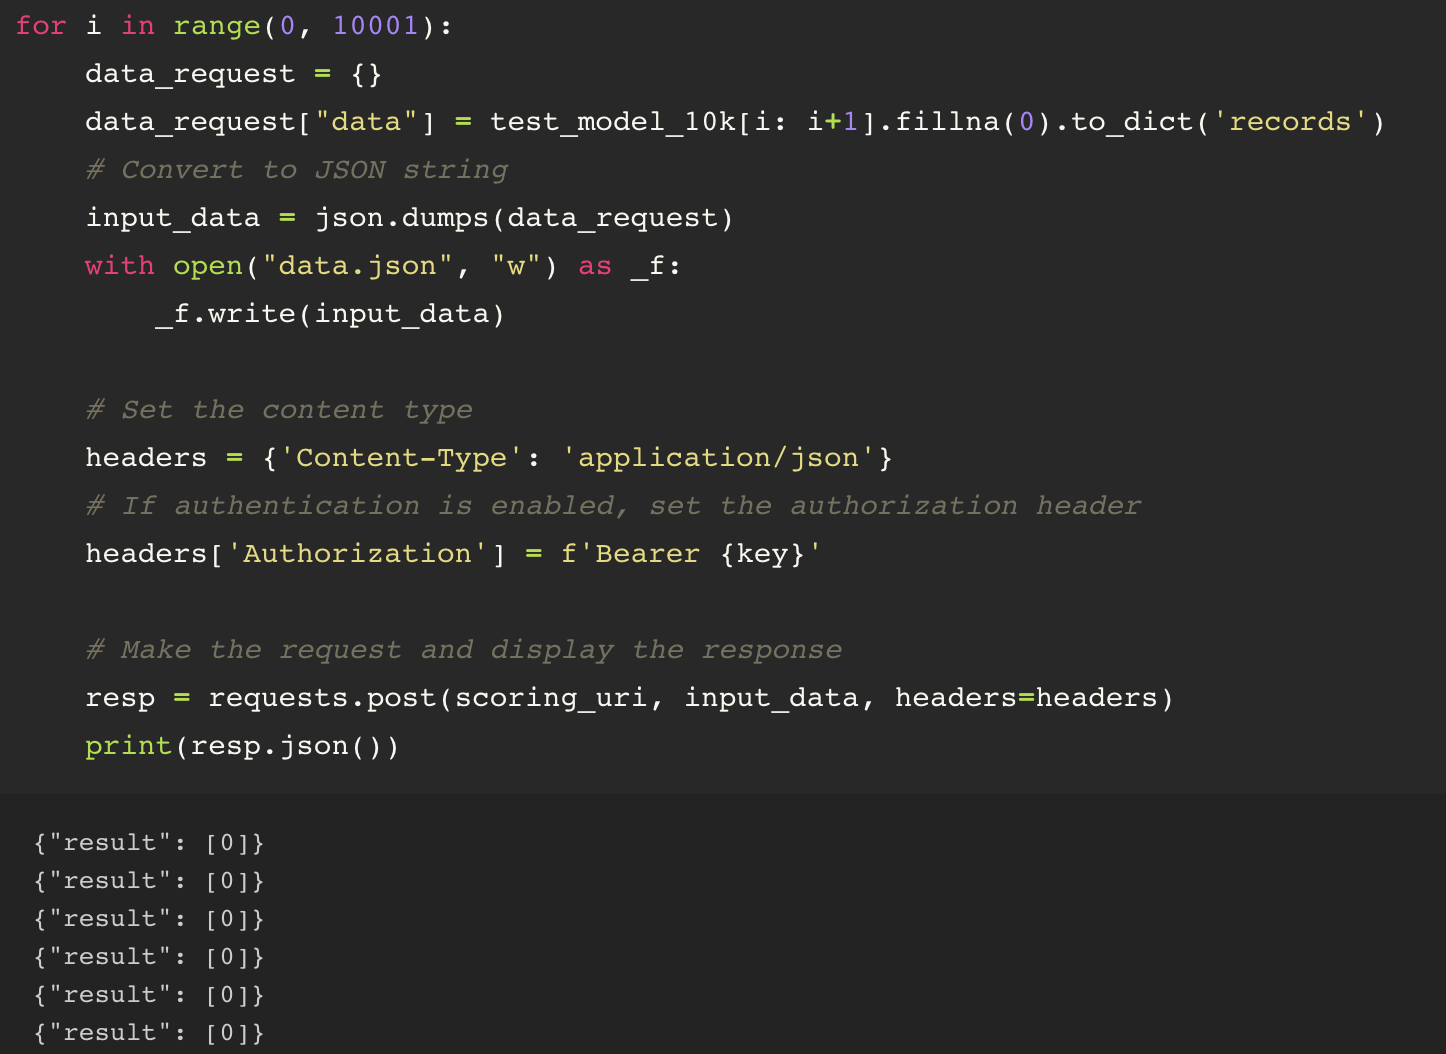 for i in range(0, 10001):
    data_request = {}
    data_request["data"] = test_model_10k[i: i+1].fillna(0).to_dict('records')
    # Convert to JSON string
    input_data = json.dumps(data_request)
    with open("data.json", "w") as _f:
        _f.write(input_data)

    # Set the content type
    headers = {'Content-Type': 'application/json'}
    # If authentication is enabled, set the authorization header
    headers['Authorization'] = f'Bearer {key}'

    # Make the request and display the response
    resp = requests.post(scoring_uri, input_data, headers=headers)
    print(resp.json())

{"result": [0]}
{"result": [0]}
{"result": [0]}
{"result": [0]}
{"result": [0]}
{"result": [0]}